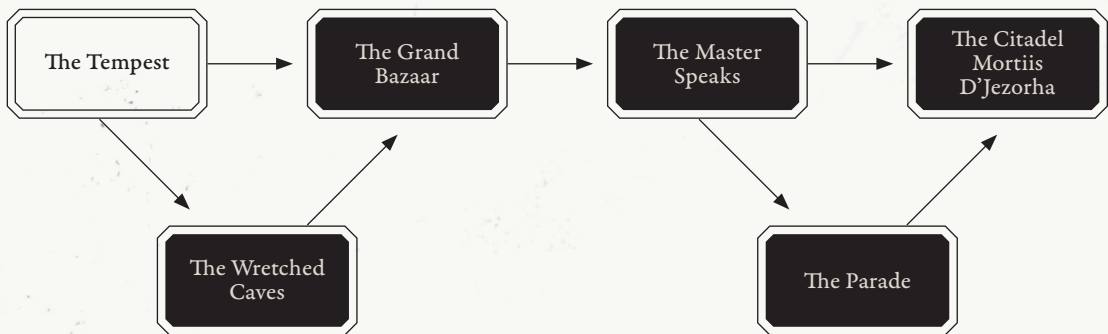 The Tempest
The Grand
Bazaar
The Master
Speaks
The Citadel
Mortiis
D’Jezorha
The Wretched
Caves
The Parade